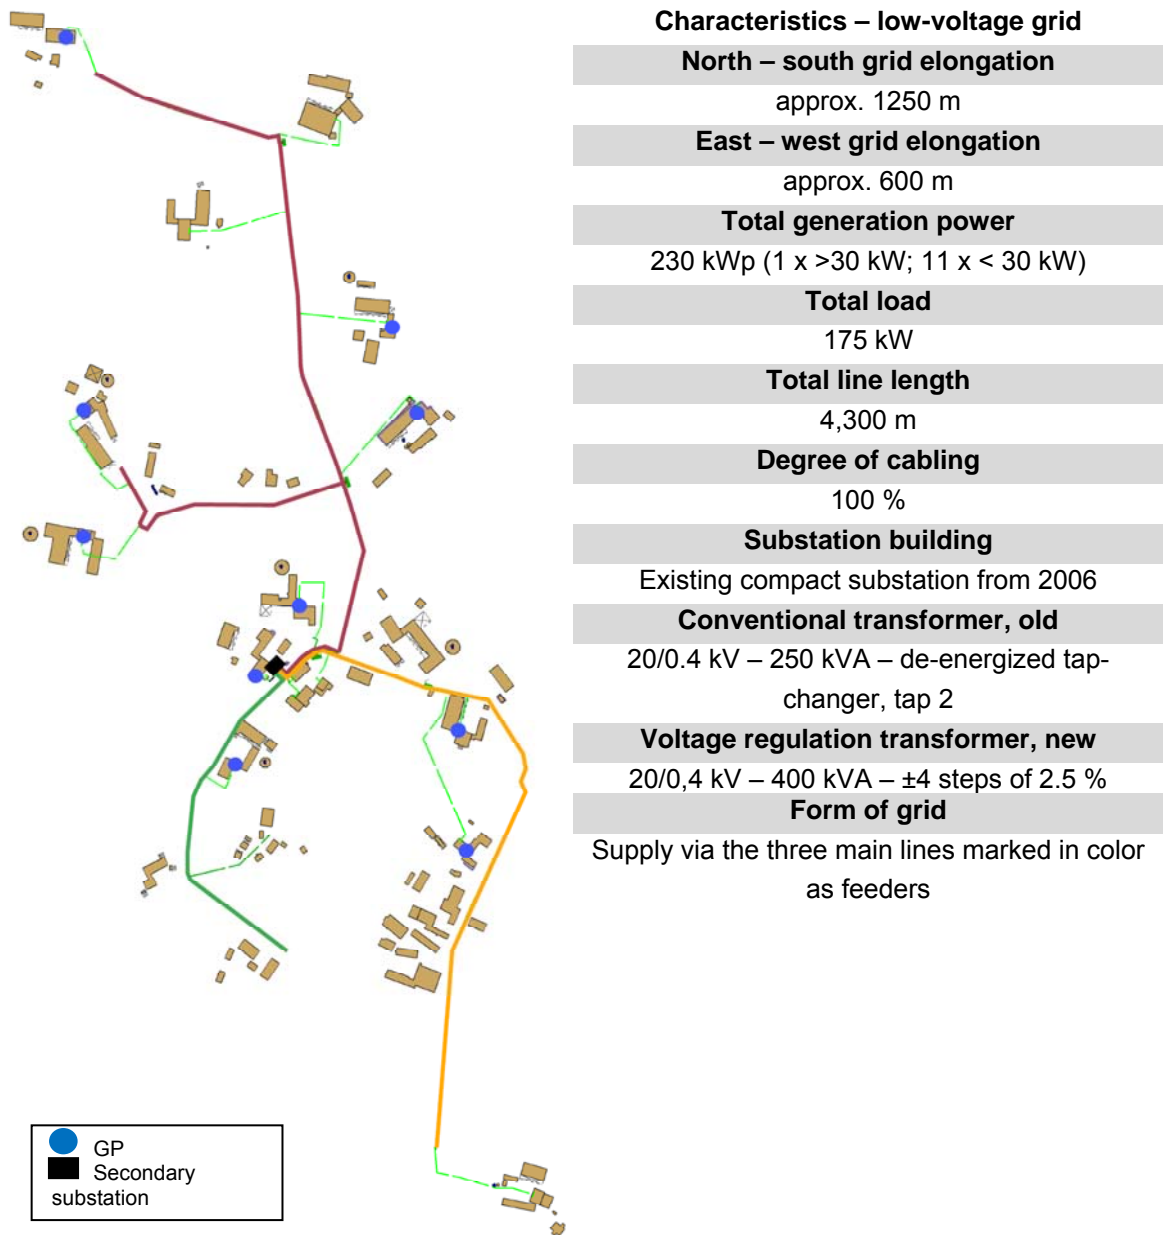 Characteristics – low-voltage grid
North – south grid elongation
approx. 1250 m
East – west grid elongation
approx. 600 m
Total generation power
230 kWp (1 x >30 kW; 11 x < 30 kW)
Total load
175 kW
Total line length
4,300 m
Degree of cabling
100 %
Substation building
Existing compact substation from 2006
Conventional transformer, old
20/0.4 kV – 250 kVA – de-energized tap-
changer, tap 2
Voltage regulation transformer, new
20/0,4 kV – 400 kVA – ±4 steps of 2.5 %
Form of grid
Supply via the three main lines marked in color
as feeders
GP
Secondary
substation